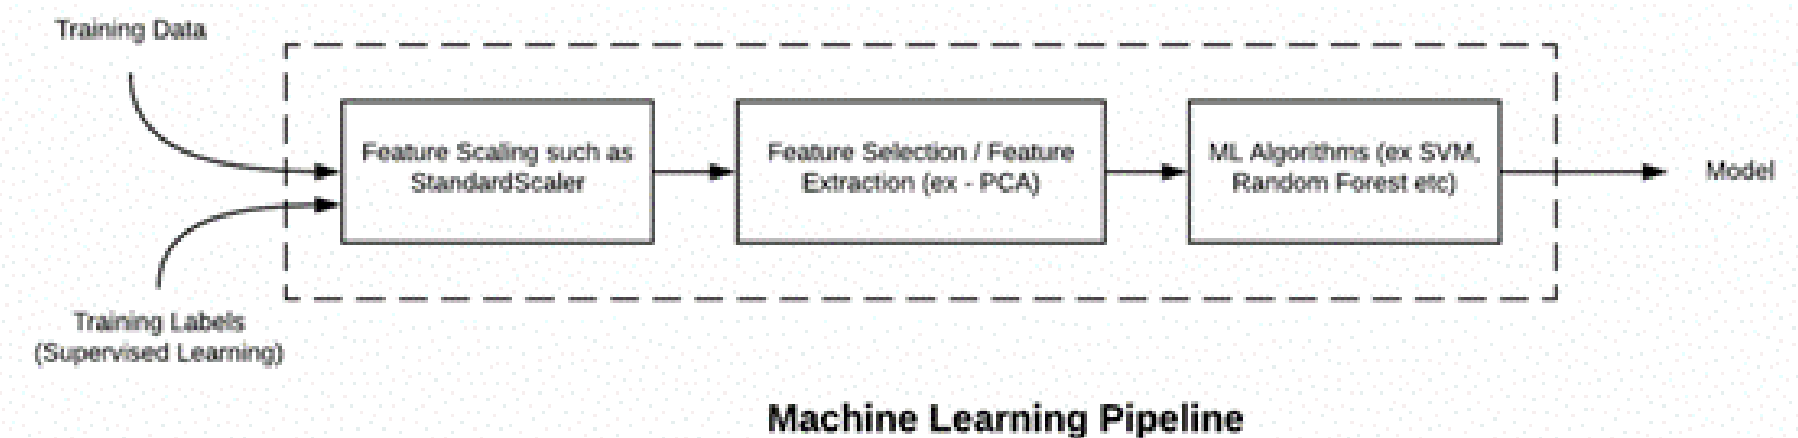 Training Data
Feature Scaling such as
StandardScaler
Feature Selection / Feature
Extraction (ex - PCA)
ML Algorithms (ex SVM,
Random Forest etc)
Model
Training Labels
(Supervised Learning)
Machine Learning Pipeline